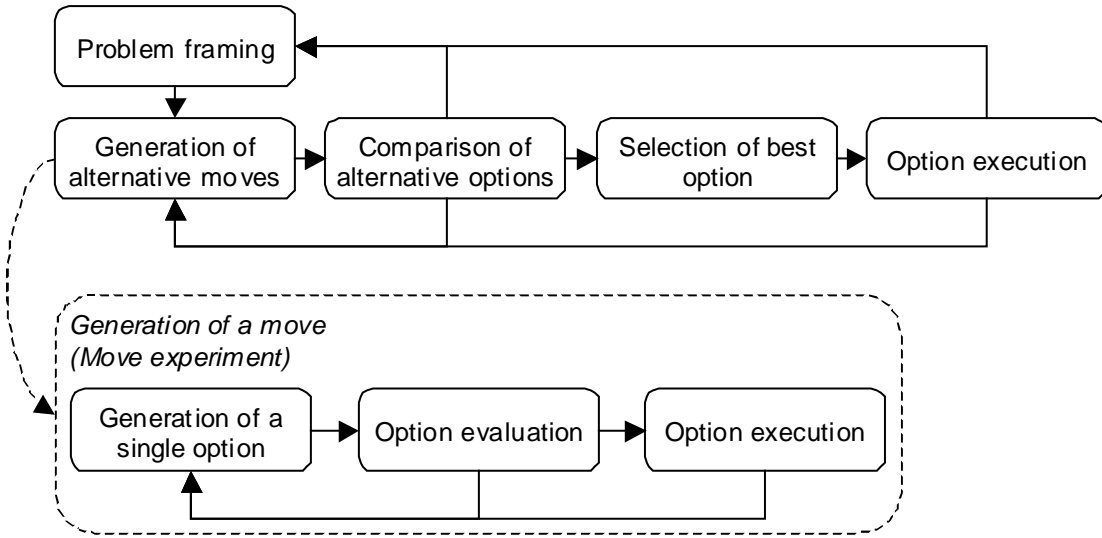 Problem framing
Generation of
alternative moves
Comparison of
alternative options
Selection of best
option
Option execution
Generation of a move
(Move experiment)
Generation of a
single option
Option evaluation
Option execution